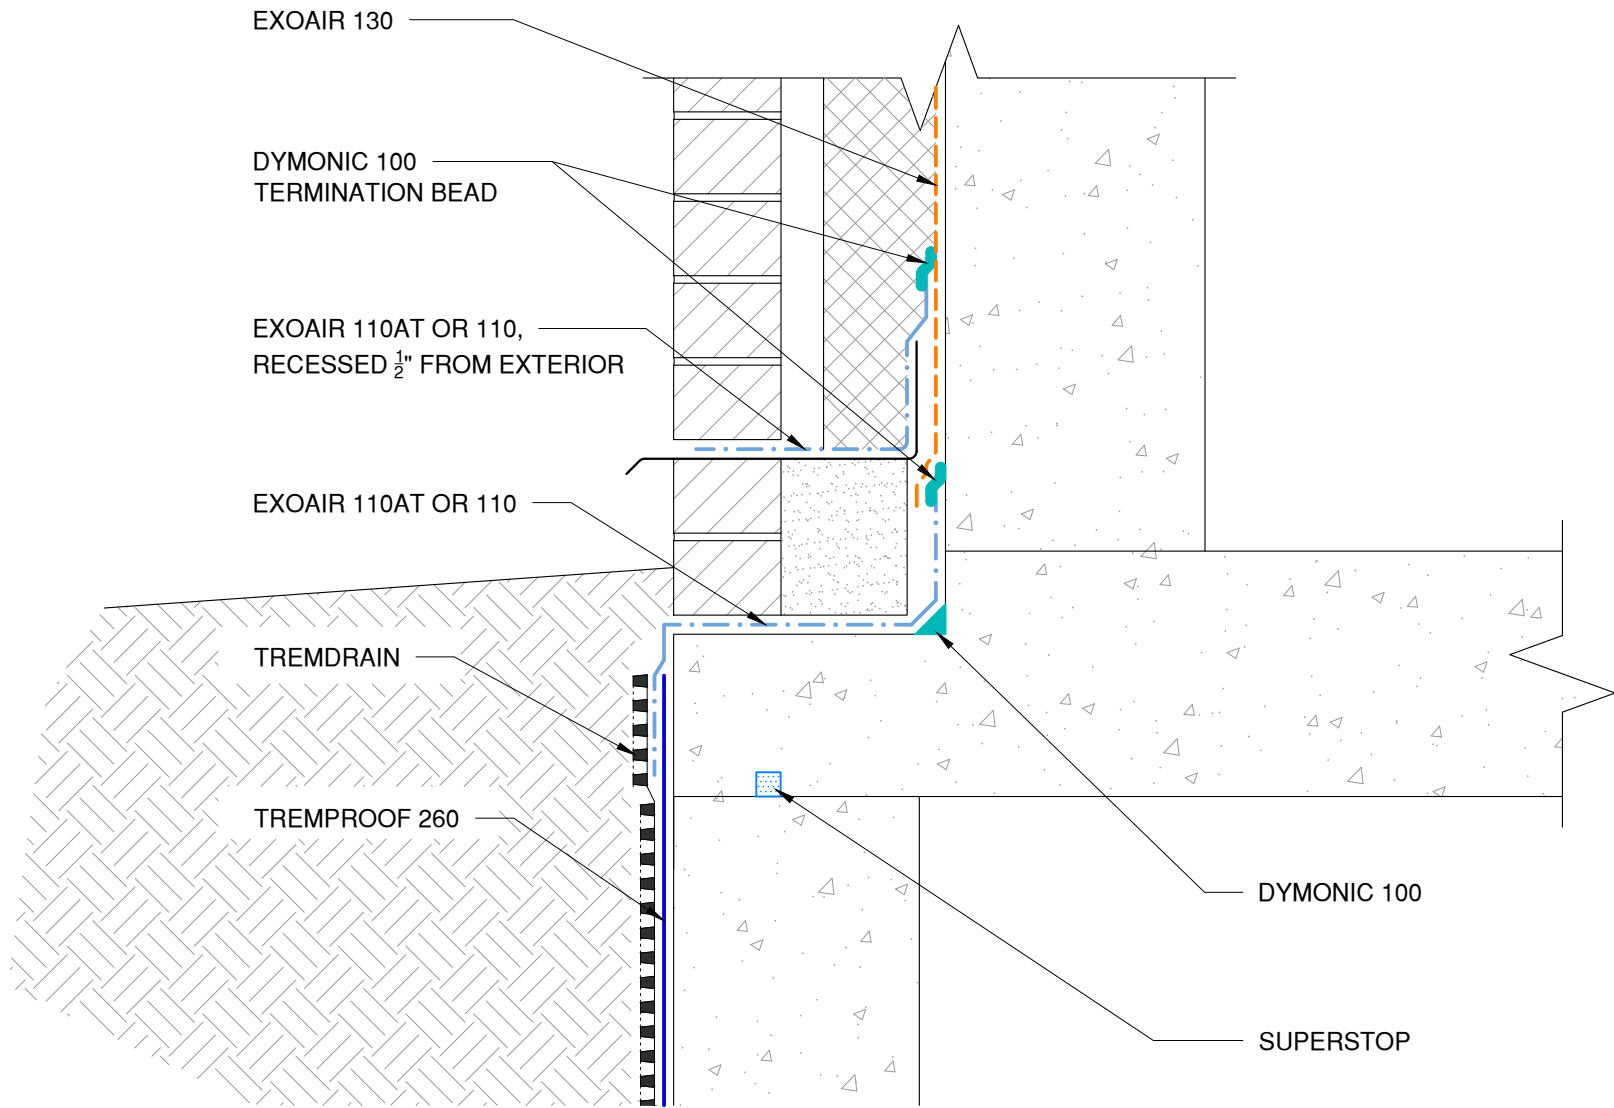 EXOAIR 130
DYMONIC 100
TERMINATION BEAD
EXOAIR 110AT OR 110,
RECESSED 1/2" FROM EXTERIOR
EXOAIR 110AT OR 110
TREMDRAIN
TREMPROOF 260
DYMONIC 100
SUPERSTOP